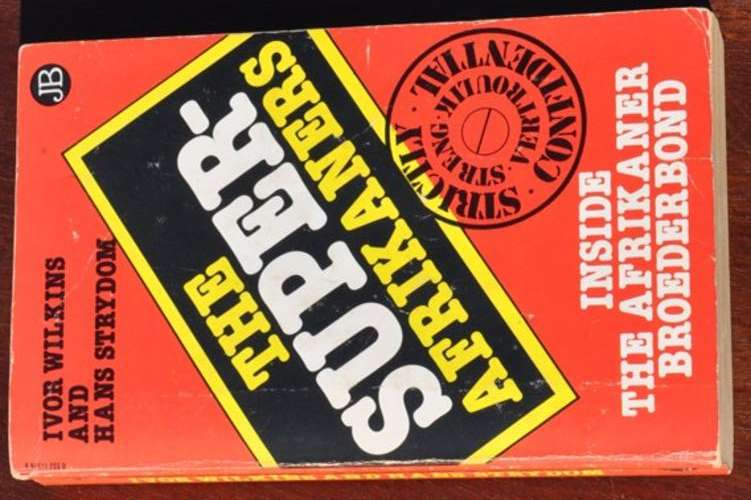 JB
IVOR WILKINS
AND
HANS STRYDOM
THE
SUPER-
AFRIKANERS
STRICTLY · CONFIDENTIAL ·
STRENG · VERTROULIK ·
INSIDE
THE AFRIKANER
BROEDERBOND